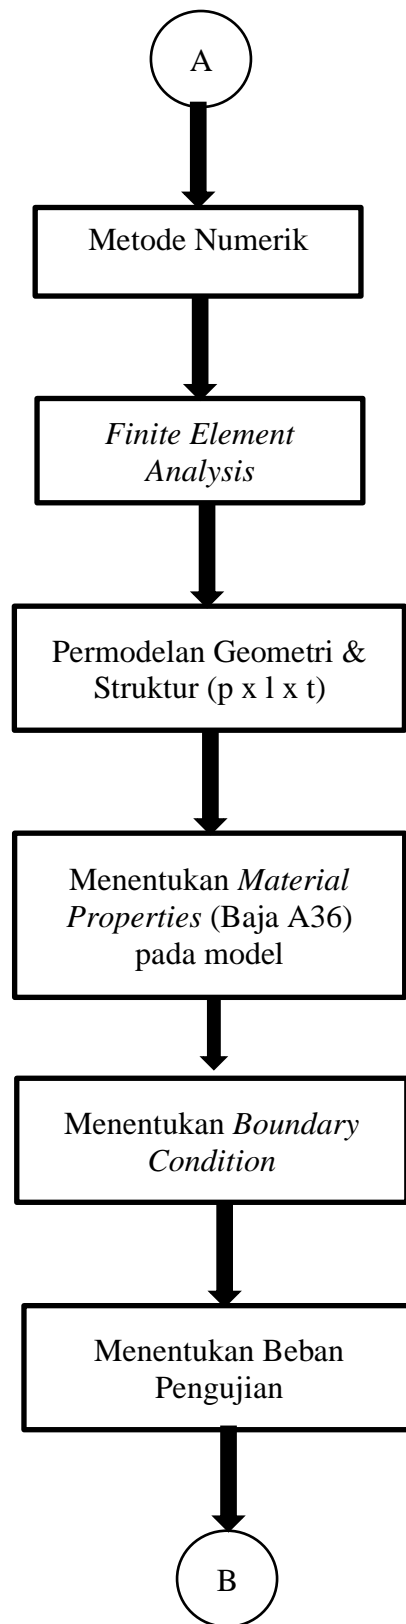 A
Metode Numerik
Finite Element
Analysis
Permodelan Geometri &
Struktur (p x l x t)
Menentukan Material
Properties (Baja A36)
pada model
Menentukan Boundary
Condition
Menentukan Beban
Pengujian
B